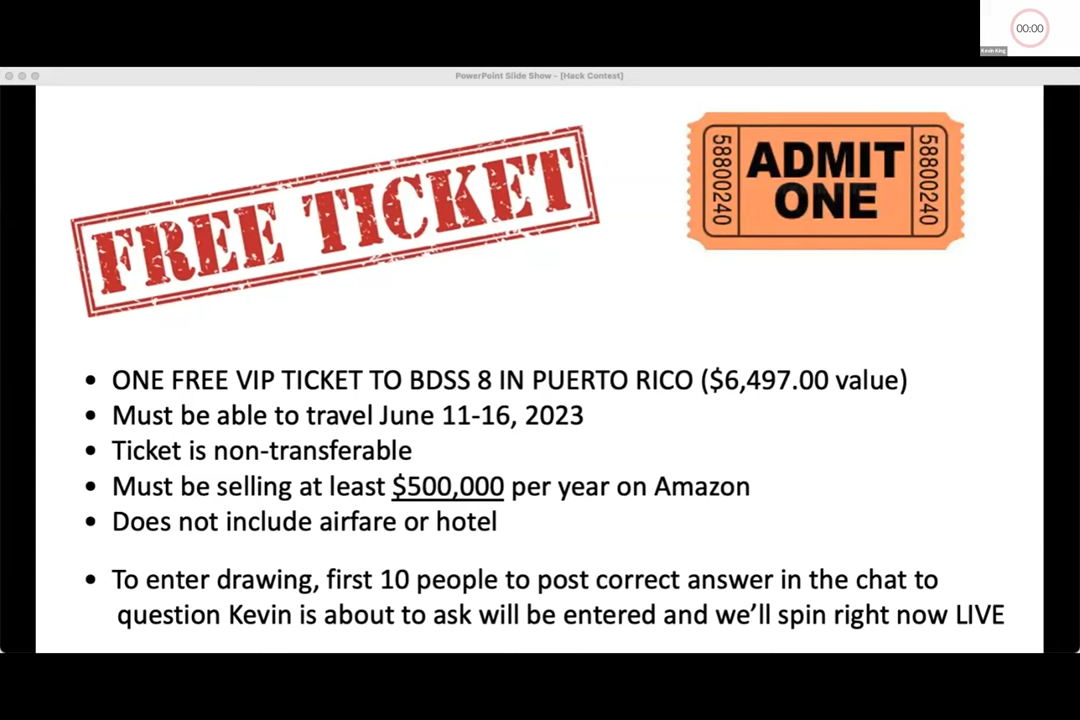 00:00
Kevin King
PowerPoint Slide Show - [Hack Contest]
FREE TICKET
58800240
ADMIT
ONE
58800240
• ONE FREE VIP TICKET TO BDSS 8 IN PUERTO RICO ($6,497.00 value)
• Must be able to travel June 11-16, 2023
• Ticket is non-transferable
• Must be selling at least $500,000 per year on Amazon
• Does not include airfare or hotel
• To enter drawing, first 10 people to post correct answer in the chat to
question Kevin is about to ask will be entered and we’ll spin right now LIVE